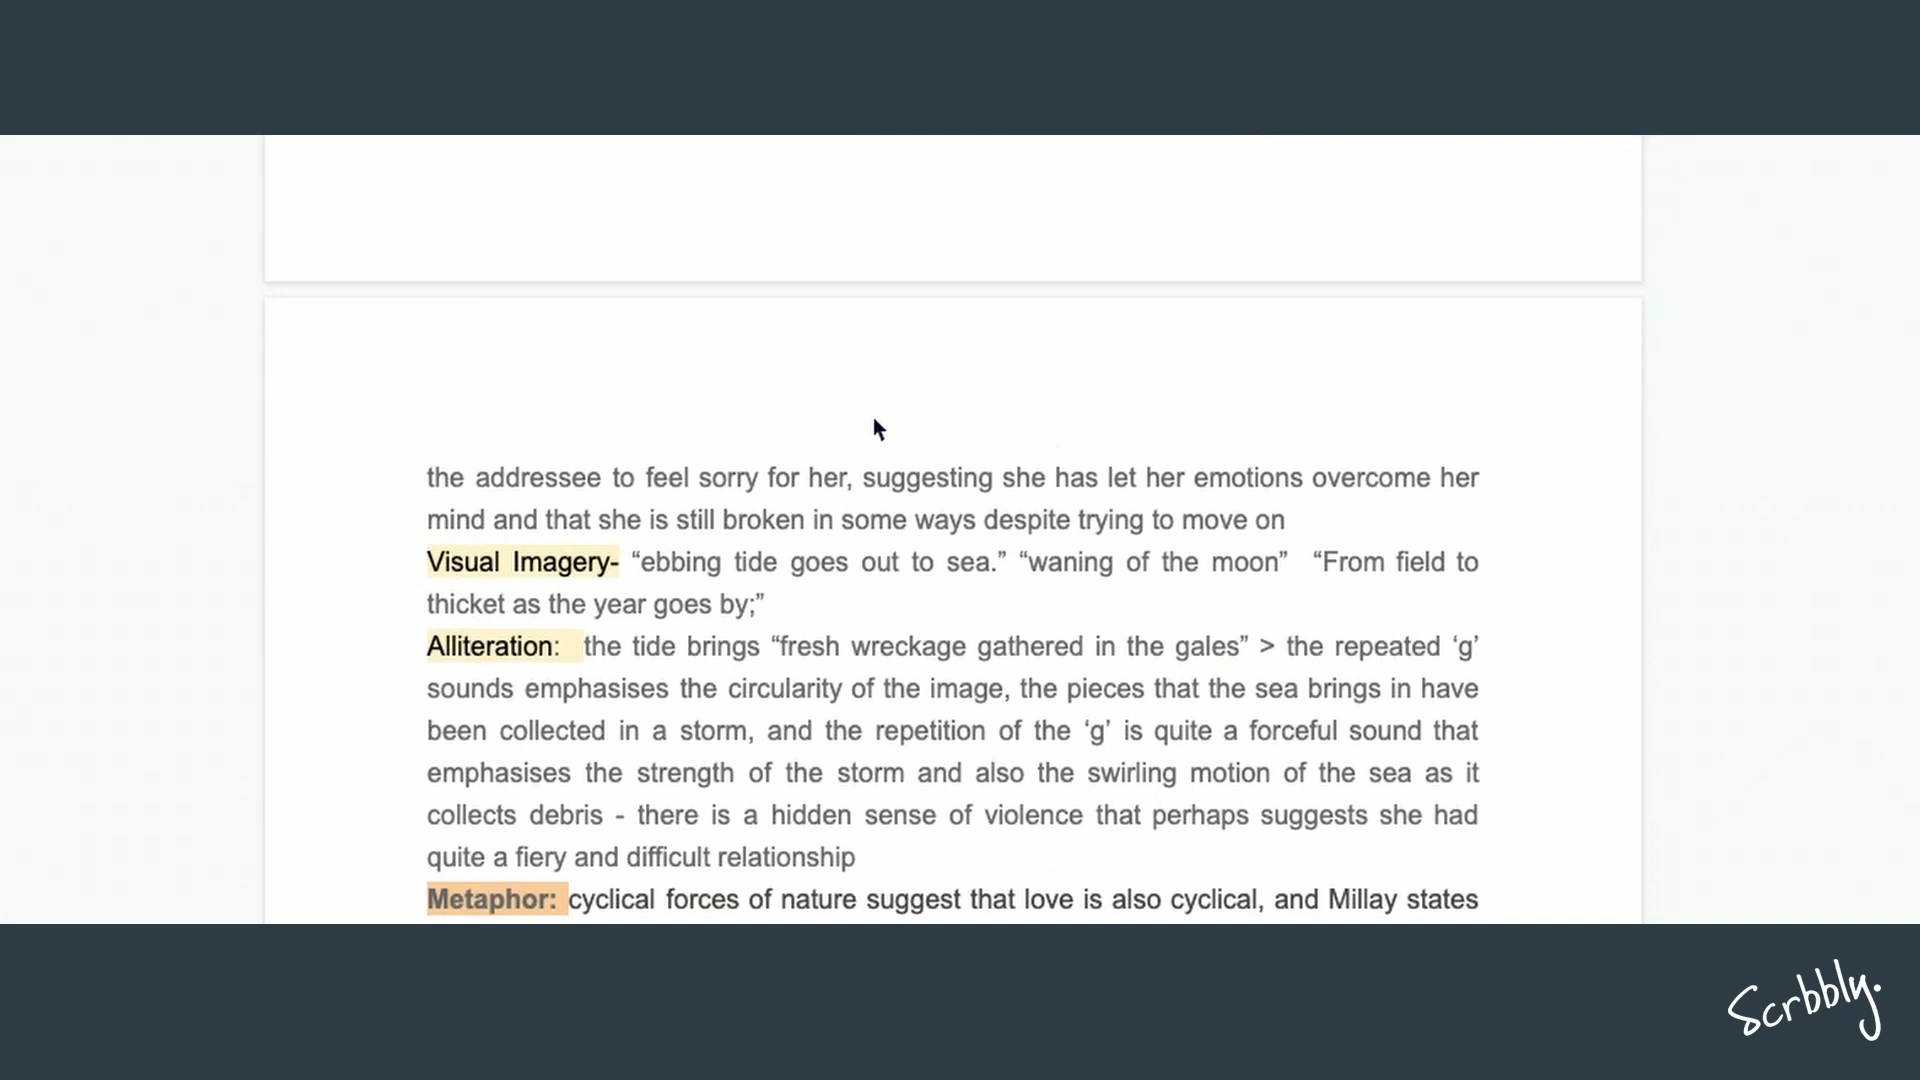 the addressee to feel sorry for her, suggesting she has let her emotions overcome her
mind and that she is still broken in some ways despite trying to move on
Visual Imagery- “ebbing tide goes out to sea.” “waning of the moon”  “From field to
thicket as the year goes by;”
Alliteration:  the tide brings “fresh wreckage gathered in the gales” > the repeated ‘g’
sounds emphasises the circularity of the image, the pieces that the sea brings in have
been collected in a storm, and the repetition of the ‘g’ is quite a forceful sound that
emphasises the strength of the storm and also the swirling motion of the sea as it
collects debris - there is a hidden sense of violence that perhaps suggests she had
quite a fiery and difficult relationship
Metaphor: cyclical forces of nature suggest that love is also cyclical, and Millay states
Scrbbly.